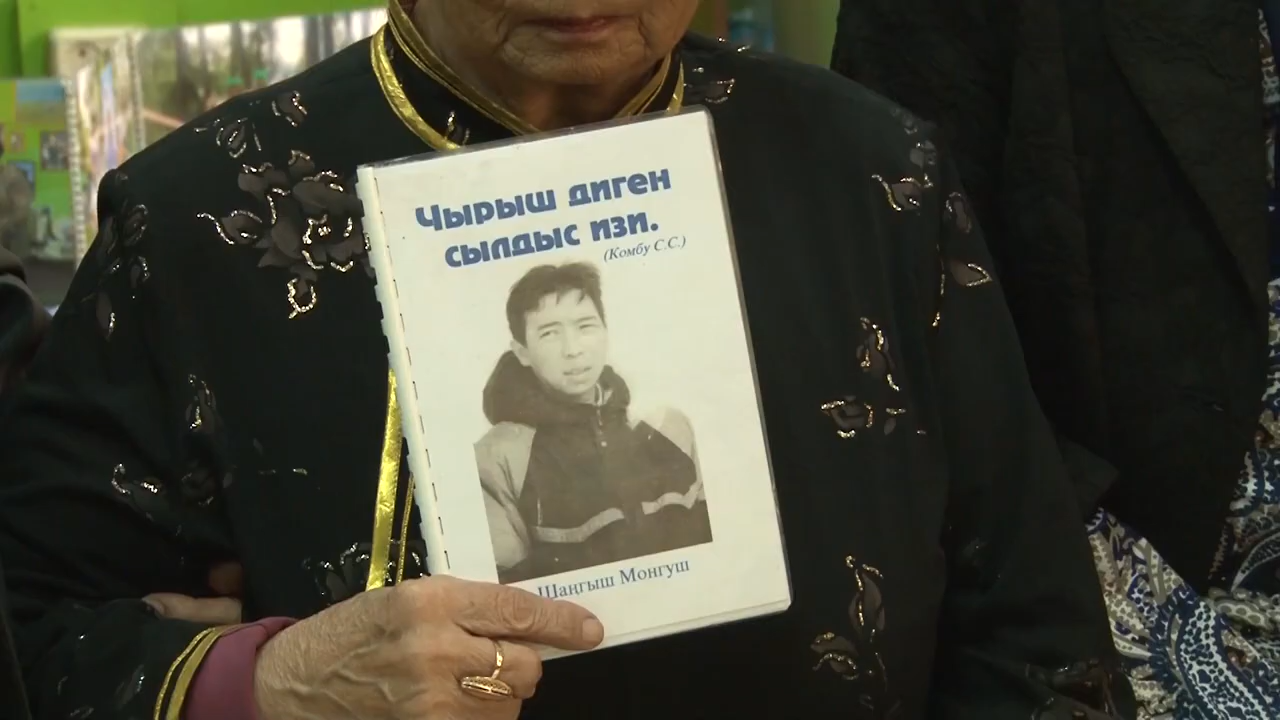 Чырыш диген
сылдыс изи.
(Комбу С.С.)
Шаңгыш Монгуш